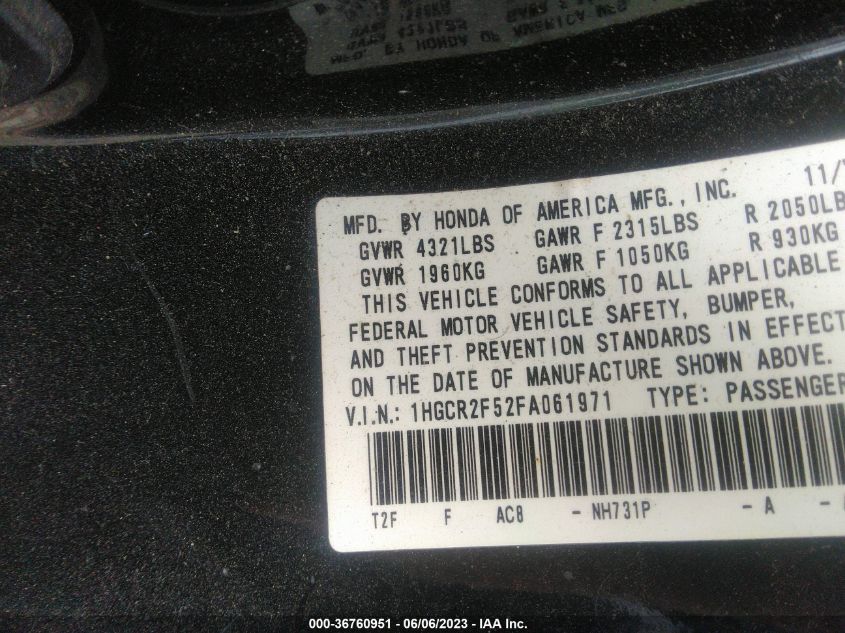 MFD. BY HONDA OF AMERICA MFG., INC. 11/
GVWR 4321LBS GAWR F 2315LBS R 2050LB
GVWR 1960KG GAWR F 1050KG R 930KG
THIS VEHICLE CONFORMS TO ALL APPLICABLE
FEDERAL MOTOR VEHICLE SAFETY, BUMPER,
AND THEFT PREVENTION STANDARDS IN EFFECT
ON THE DATE OF MANUFACTURE SHOWN ABOVE.
V.I.N.: 1HGCR2F52FA061971 TYPE: PASSENGER
T2F F AC8 - NH731P - A -
000-36760951 - 06/06/2023 - IAA Inc.